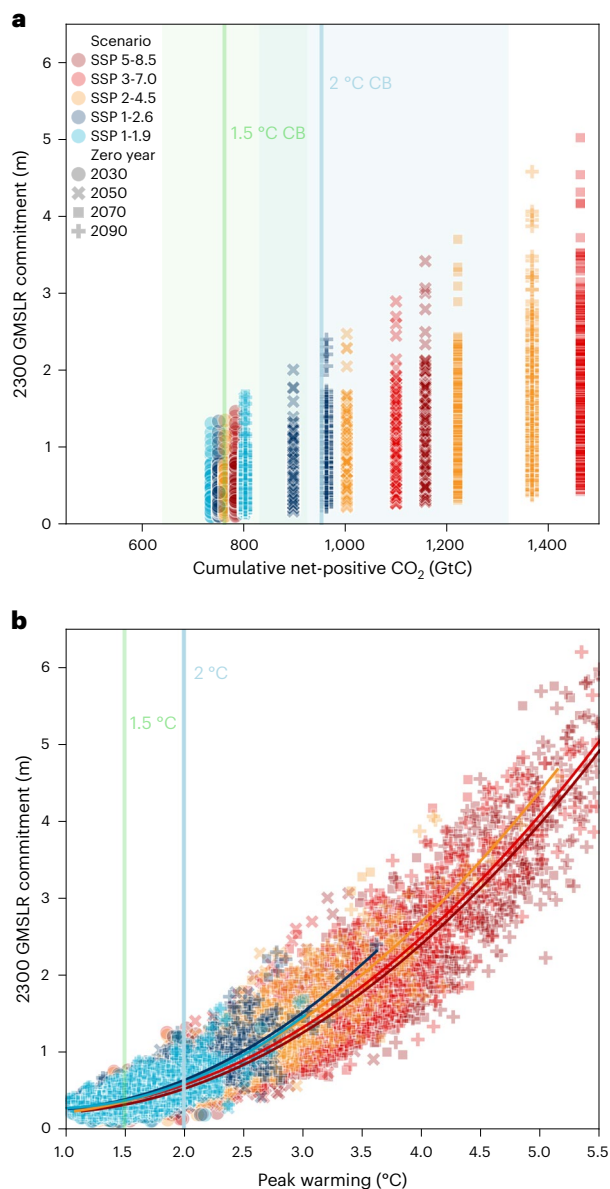 a
Scenario
SSP 5-8.5
SSP 3-7.0
SSP 2-4.5
SSP 1-2.6
SSP 1-1.9
Zero year
2030
2050
2070
2090
2 °C CB
1.5 °C CB
6
5
4
3
2
1
0
2300 GMSLR commitment (m)
600
800
1,000
1,200
1,400
Cumulative net-positive CO₂ (GtC)
b
2 °C
1.5 °C
6
5
4
3
2
1
0
2300 GMSLR commitment (m)
1.0
1.5
2.0
2.5
3.0
3.5
4.0
4.5
5.0
5.5
Peak warming (°C)